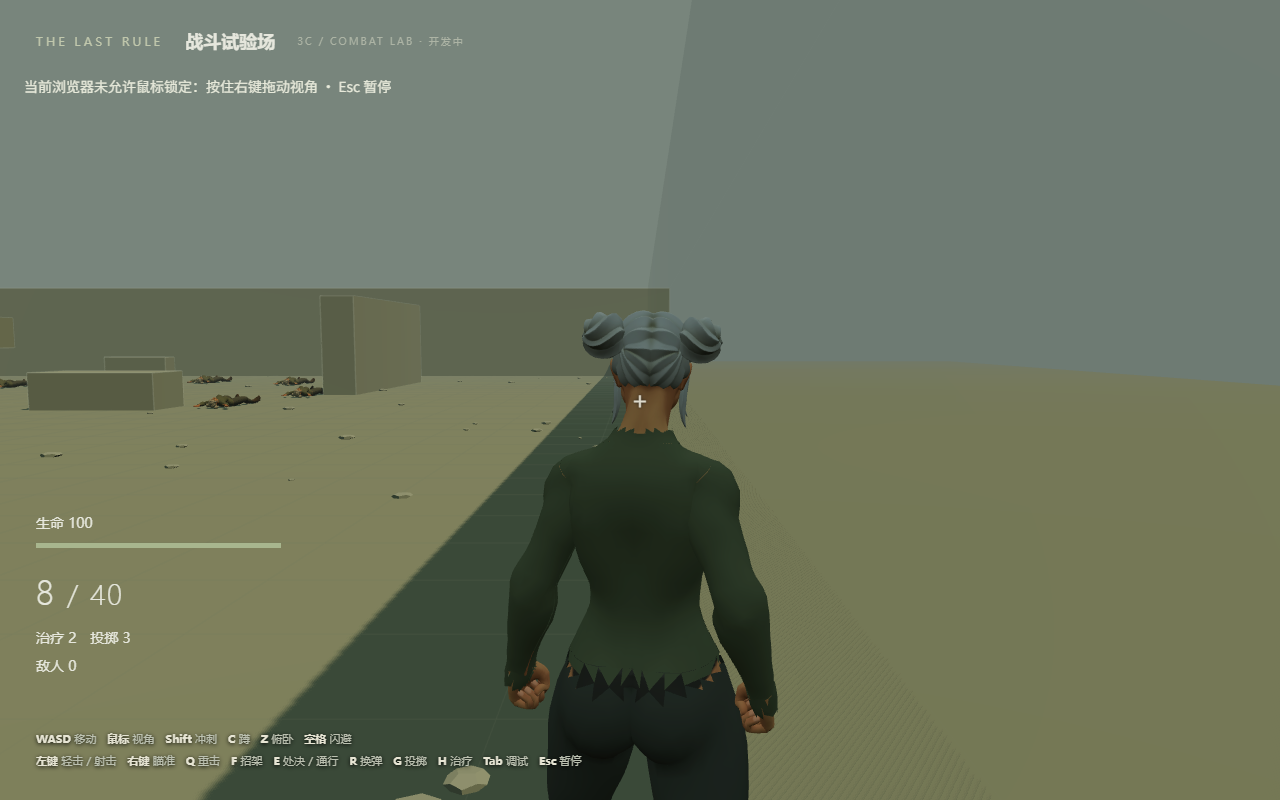 THE LAST RULE 战斗试验场 3C / COMBAT LAB · 开发中
当前浏览器未允许鼠标锁定：按住右键拖动视角 · Esc 暂停
生命 100
8 / 40
治疗 2 投掷 3
敌人 0
WASD 移动 鼠标 视角 Shift 冲刺 C 蹲 Z 俯卧 空格 闪避
左键 轻击 / 射击 右键 瞄准 Q 重击 F 招架 E 处决 / 通行 R 换弹 G 投掷 H 治疗 Tab 调试 Esc 暂停